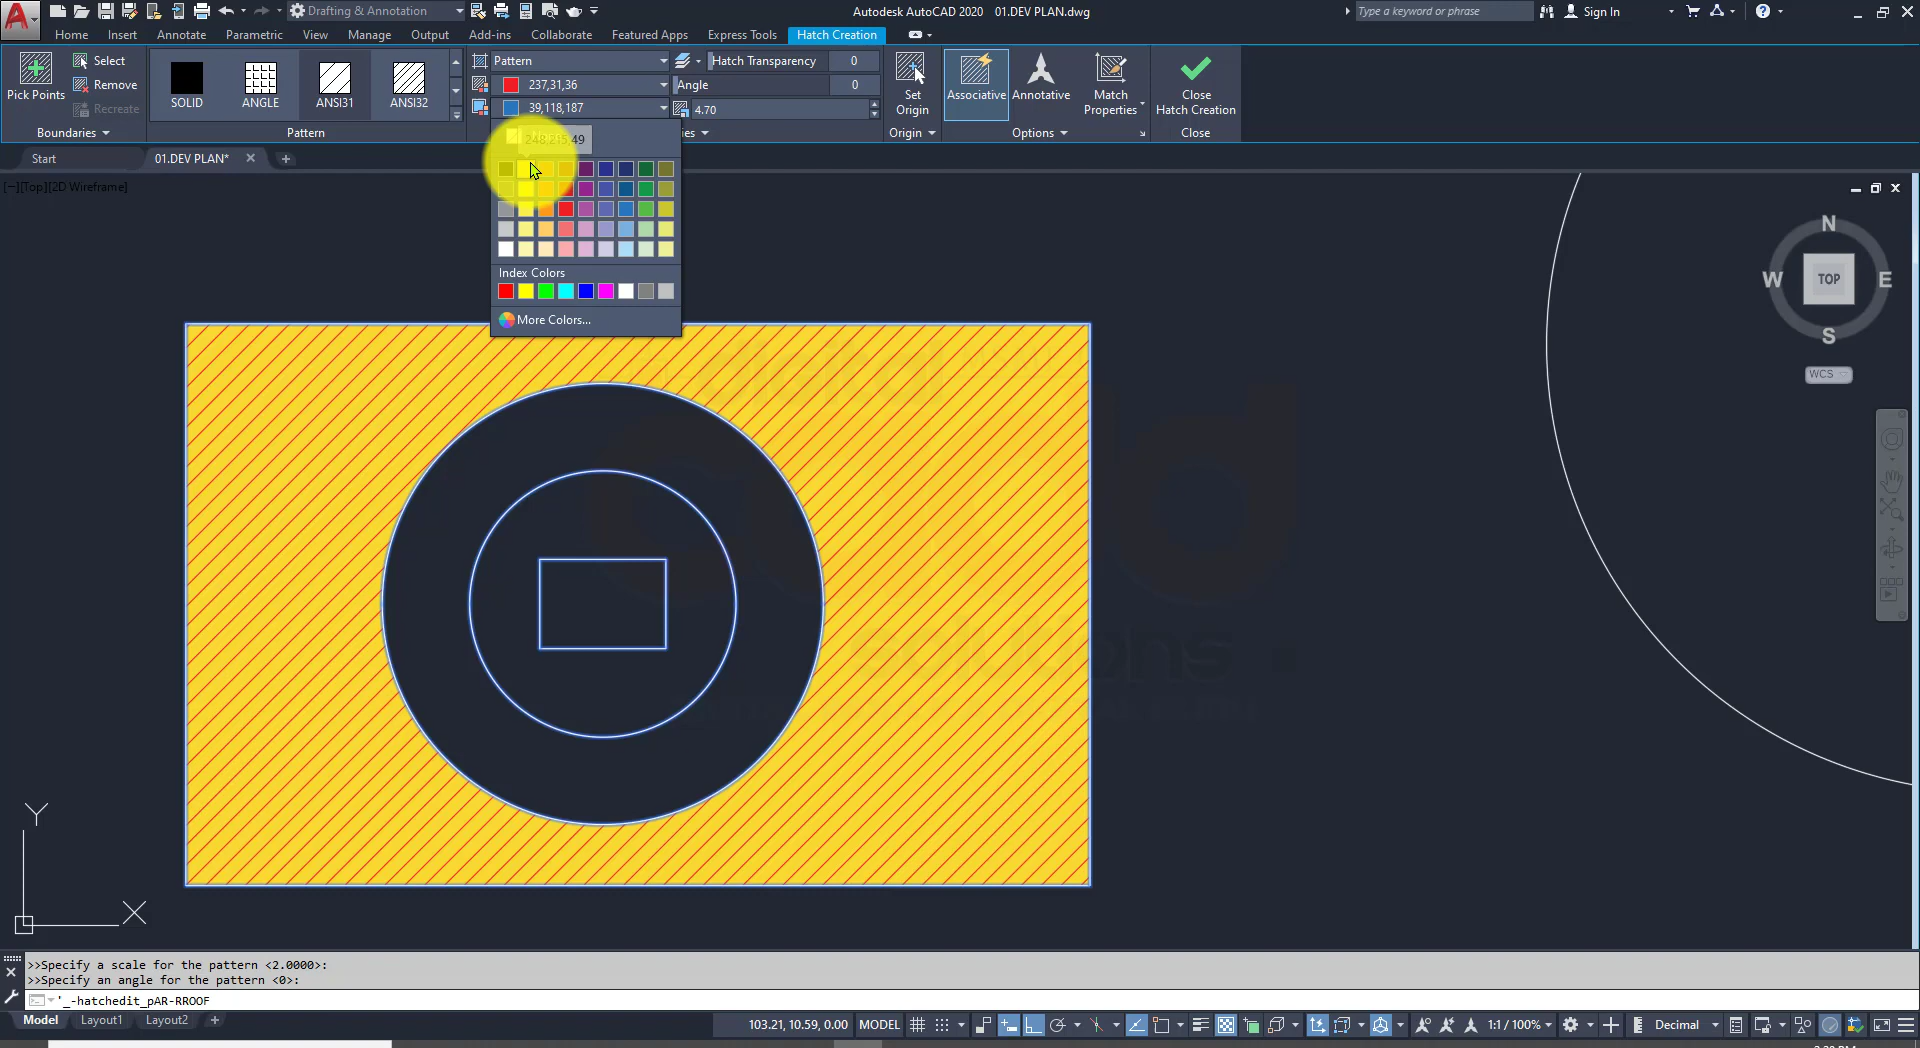 Drafting & Annotation
Autodesk AutoCAD 2020 01.DEV PLAN.dwg
Type a keyword or phrase
Sign In
Home Insert Annotate Parametric View Manage Output Add-ins Collaborate Featured Apps Express Tools Hatch Creation
Pick Points
Select
Remove
Recreate
Boundaries
SOLID
ANGLE
ANSI31
ANSI32
Pattern
Pattern
237,31,36
39,118,187
Hatch Transparency 0
Angle 0
4.70
Set
Origin
Origin
Associative
Annotative
Match
Properties
Options
Close
Hatch Creation
Close
248,215,49
Start
01.DEV PLAN*
[−][Top][2D Wireframe]
Index Colors
More Colors...
N
W
TOP
E
S
WCS
solutions
Y
X
>>Specify a scale for the pattern <2.0000>:
>>Specify an angle for the pattern <0>:
'_-hatchedit_pAR-RROOF
Model Layout1 Layout2
103.21, 10.59, 0.00 MODEL
1:1 / 100%
Decimal